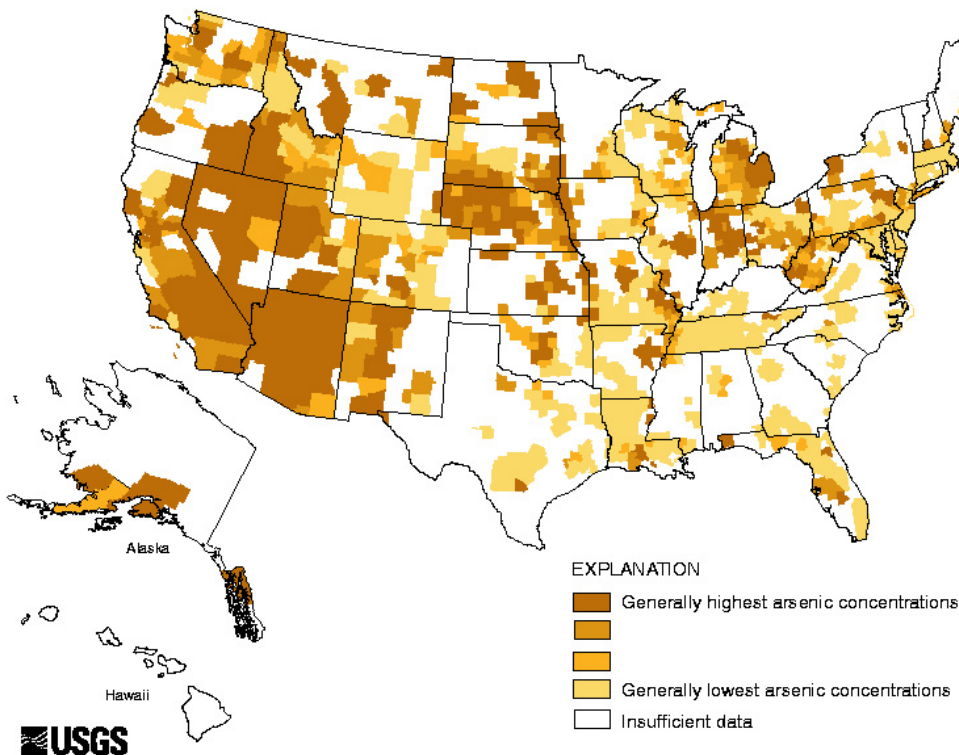 Alaska
Hawaii
EXPLANATION
Generally highest arsenic concentrations
Generally lowest arsenic concentrations
Insufficient data
USGS